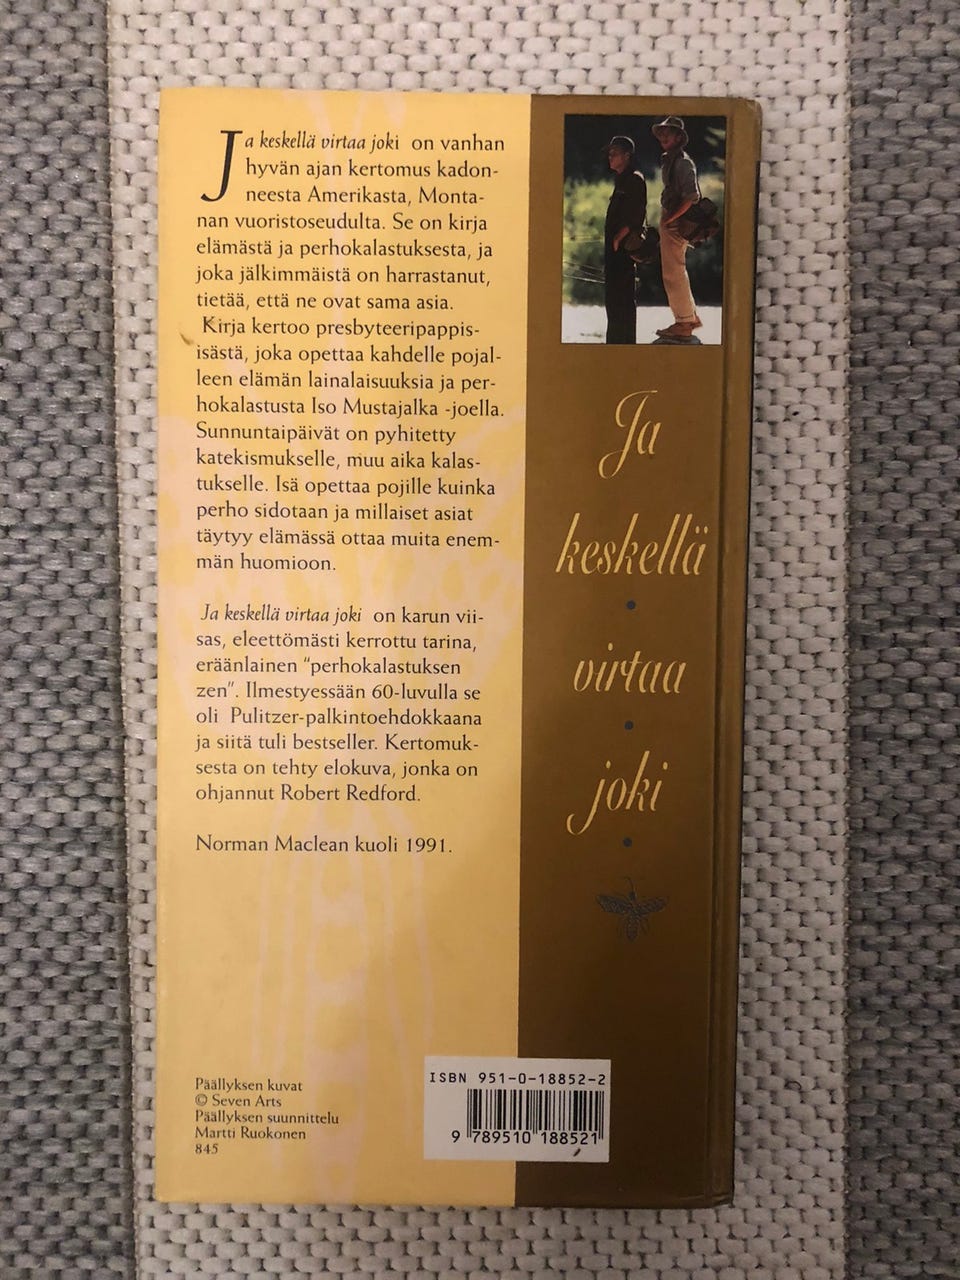 Ja keskellä virtaa joki on vanhan
hyvän ajan kertomus kadon-
neesta Amerikasta, Monta-
nan vuoristoseudulta. Se on kirja
elämästä ja perhokalastuksesta, ja
joka jälkimmäistä on harrastanut,
tietää, että ne ovat sama asia.
Kirja kertoo presbyteeripappis-
isästä, joka opettaa kahdelle pojal-
leen elämän lainalaisuuksia ja per-
hokalastusta Iso Mustajalka -joella.
Sunnuntaipäivät on pyhitetty
katekismukselle, muu aika kalas-
tukselle. Isä opettaa pojille kuinka
perho sidotaan ja millaiset asiat
täytyy elämässä ottaa muita enem-
män huomioon.
Ja keskellä virtaa joki on karun vii-
sas, eleettömästi kerrottu tarina,
eräänlainen "perhokalastuksen
zen". Ilmestyessään 60-luvulla se
oli Pulitzer-palkintoehdokkaana
ja siitä tuli bestseller. Kertomuk-
sesta on tehty elokuva, jonka on
ohjannut Robert Redford.
Norman Maclean kuoli 1991.
Päällyksen kuvat
© Seven Arts
Päällyksen suunnittelu
Martti Ruokonen
845
Ja
keskellä
virtaa
joki
ISBN 951-0-18852-2
9 789510 188521